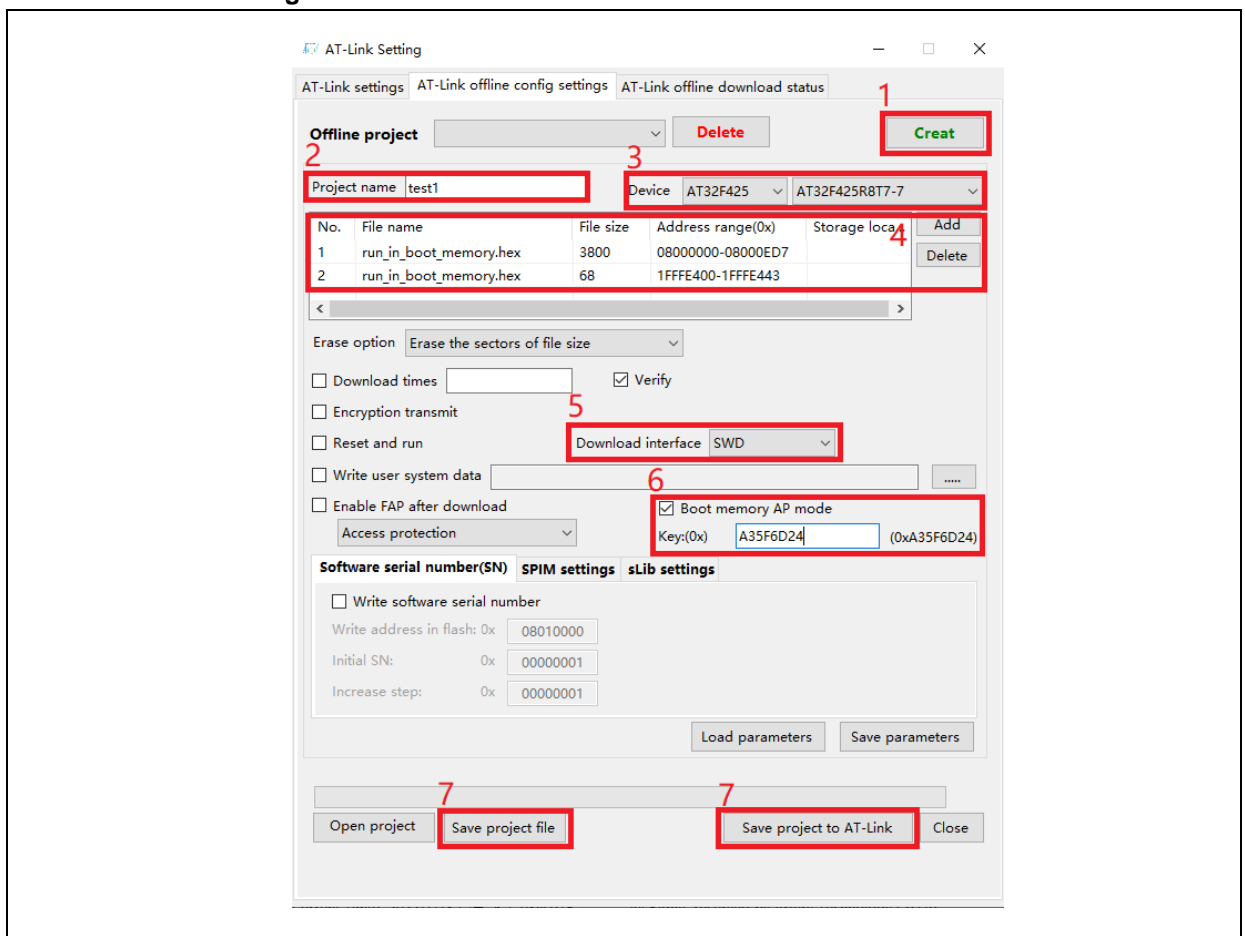 AT-Link Setting
AT-Link settings AT-Link offline config settings AT-Link offline download status
1
Offline project Delete Creat
2 3
Project name test1 Device AT32F425 AT32F425R8T7-7
No. File name File size Address range(0x) Storage loca Add
4
1 run_in_boot_memory.hex 3800 08000000-08000ED7 Delete
2 run_in_boot_memory.hex 68 1FFFE400-1FFFE443
Erase option Erase the sectors of file size
Download times Verify
Encryption transmit
5
Reset and run Download interface SWD
Write user system data .....
6
Enable FAP after download Boot memory AP mode
Access protection Key:(0x) A35F6D24 (0xA35F6D24)
Software serial number(SN) SPIM settings sLib settings
Write software serial number
Write address in flash: 0x 08010000
Initial SN: 0x 00000001
Increase step: 0x 00000001
Load parameters Save parameters
7 7
Open project Save project file Save project to AT-Link Close